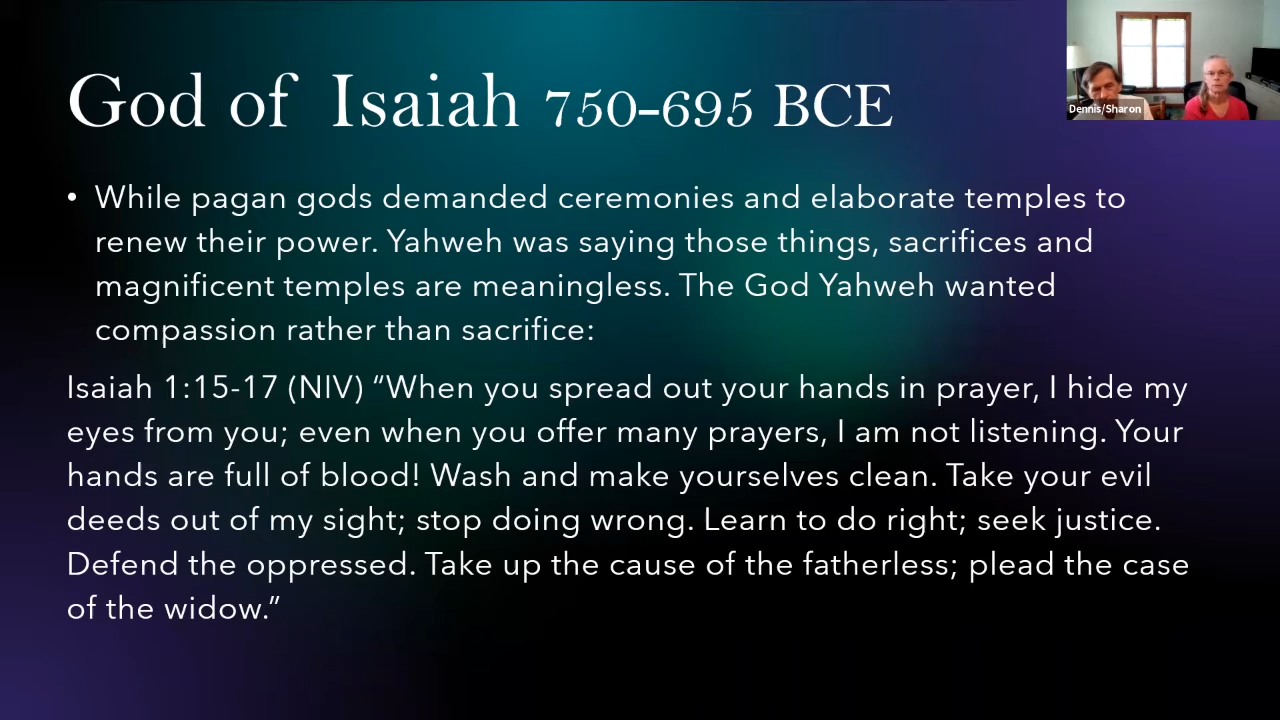 God of Isaiah 750-695 BCE
Dennis/Sharon
• While pagan gods demanded ceremonies and elaborate temples to
renew their power. Yahweh was saying those things, sacrifices and
magnificent temples are meaningless. The God Yahweh wanted
compassion rather than sacrifice:
Isaiah 1:15-17 (NIV) “When you spread out your hands in prayer, I hide my
eyes from you; even when you offer many prayers, I am not listening. Your
hands are full of blood! Wash and make yourselves clean. Take your evil
deeds out of my sight; stop doing wrong. Learn to do right; seek justice.
Defend the oppressed. Take up the cause of the fatherless; plead the case
of the widow.”